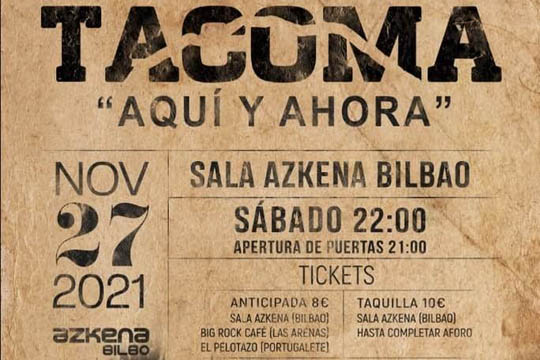 TACOMA
“AQUÍ Y AHORA”
NOV
27
2021
azkena
BILBO
SALA AZKENA BILBAO
SÁBADO 22:00
APERTURA DE PUERTAS 21:00
TICKETS
ANTICIPADA 8€
SALA AZKENA (BILBAO)
BIG ROCK CAFÉ (LAS ARENAS)
EL PELOTAZO (PORTUGALETE)
TAQUILLA 10€
SALA AZKENA (BILBAO)
HASTA COMPLETAR AFORO